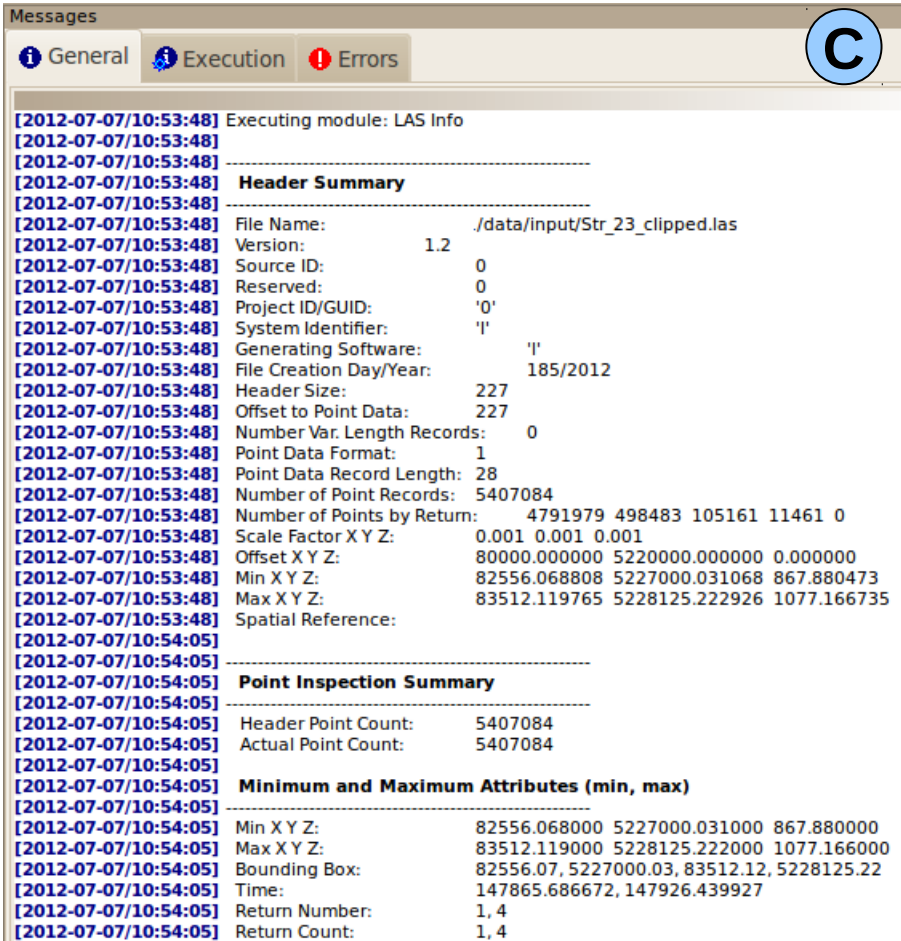 Messages
C
General Execution Errors
[2012-07-07/10:53:48] Executing module: LAS Info
[2012-07-07/10:53:48]
[2012-07-07/10:53:48] --------------------------------------------------------
[2012-07-07/10:53:48] Header Summary
[2012-07-07/10:53:48] --------------------------------------------------------
[2012-07-07/10:53:48] File Name: ./data/input/Str_23_clipped.las
[2012-07-07/10:53:48] Version: 1.2
[2012-07-07/10:53:48] Source ID: 0
[2012-07-07/10:53:48] Reserved: 0
[2012-07-07/10:53:48] Project ID/GUID: '0'
[2012-07-07/10:53:48] System Identifier: 'l'
[2012-07-07/10:53:48] Generating Software: 'l'
[2012-07-07/10:53:48] File Creation Day/Year: 185/2012
[2012-07-07/10:53:48] Header Size: 227
[2012-07-07/10:53:48] Offset to Point Data: 227
[2012-07-07/10:53:48] Number Var. Length Records: 0
[2012-07-07/10:53:48] Point Data Format: 1
[2012-07-07/10:53:48] Point Data Record Length: 28
[2012-07-07/10:53:48] Number of Point Records: 5407084
[2012-07-07/10:53:48] Number of Points by Return: 4791979 498483 105161 11461 0
[2012-07-07/10:53:48] Scale Factor X Y Z: 0.001 0.001 0.001
[2012-07-07/10:53:48] Offset X Y Z: 80000.000000 5220000.000000 0.000000
[2012-07-07/10:53:48] Min X Y Z: 82556.068808 5227000.031068 867.880473
[2012-07-07/10:53:48] Max X Y Z: 83512.119765 5228125.222926 1077.166735
[2012-07-07/10:53:48] Spatial Reference:
[2012-07-07/10:54:05]
[2012-07-07/10:54:05] --------------------------------------------------------
[2012-07-07/10:54:05] Point Inspection Summary
[2012-07-07/10:54:05] --------------------------------------------------------
[2012-07-07/10:54:05] Header Point Count: 5407084
[2012-07-07/10:54:05] Actual Point Count: 5407084
[2012-07-07/10:54:05]
[2012-07-07/10:54:05] Minimum and Maximum Attributes (min, max)
[2012-07-07/10:54:05] --------------------------------------------------------
[2012-07-07/10:54:05] Min X Y Z: 82556.068000 5227000.031000 867.880000
[2012-07-07/10:54:05] Max X Y Z: 83512.119000 5228125.222000 1077.166000
[2012-07-07/10:54:05] Bounding Box: 82556.07, 5227000.03, 83512.12, 5228125.22
[2012-07-07/10:54:05] Time: 147865.686672, 147926.439927
[2012-07-07/10:54:05] Return Number: 1, 4
[2012-07-07/10:54:05] Return Count: 1, 4